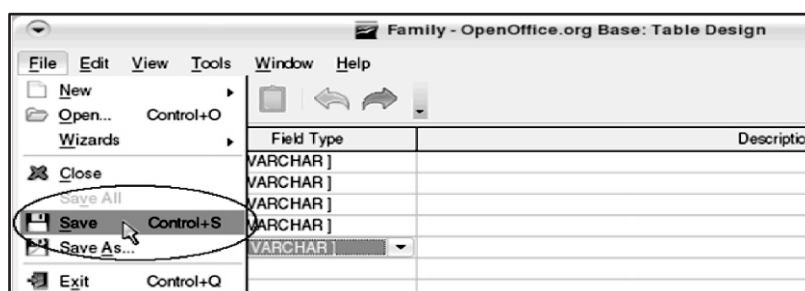 Family - OpenOffice.org Base: Table Design
File Edit View Tools Window Help
New
Open... Control+O
Wizards
Field Type Descriptio
VARCHAR ]
Close
VARCHAR ]
Save All
VARCHAR ]
Save Control+S
VARCHAR ]
Save As...
VARCHAR ]
Exit Control+Q